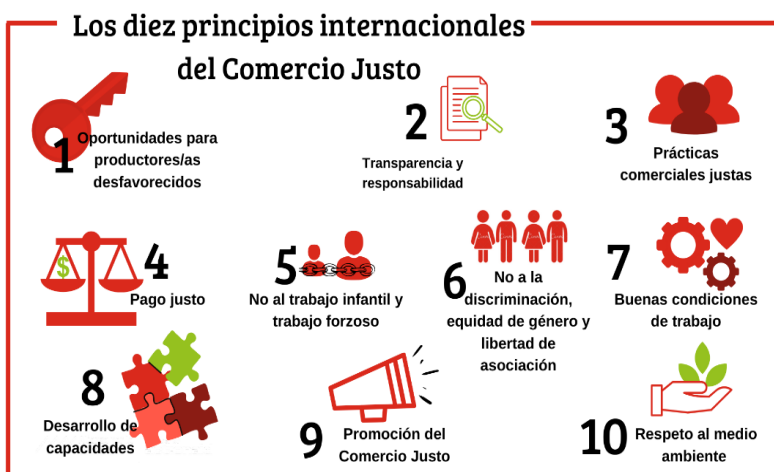 Los diez principios internacionales
del Comercio Justo
1
Oportunidades para
productores/as
desfavorecidos
2
Transparencia y
responsabilidad
3
Prácticas
comerciales justas
$
4
Pago justo
5
No al trabajo infantil y
trabajo forzoso
6
No a la
discriminación,
equidad de género y
libertad de
asociación
7
Buenas condiciones
de trabajo
8
Desarrollo de
capacidades
9
Promoción del
Comercio Justo
10
Respeto al medio
ambiente